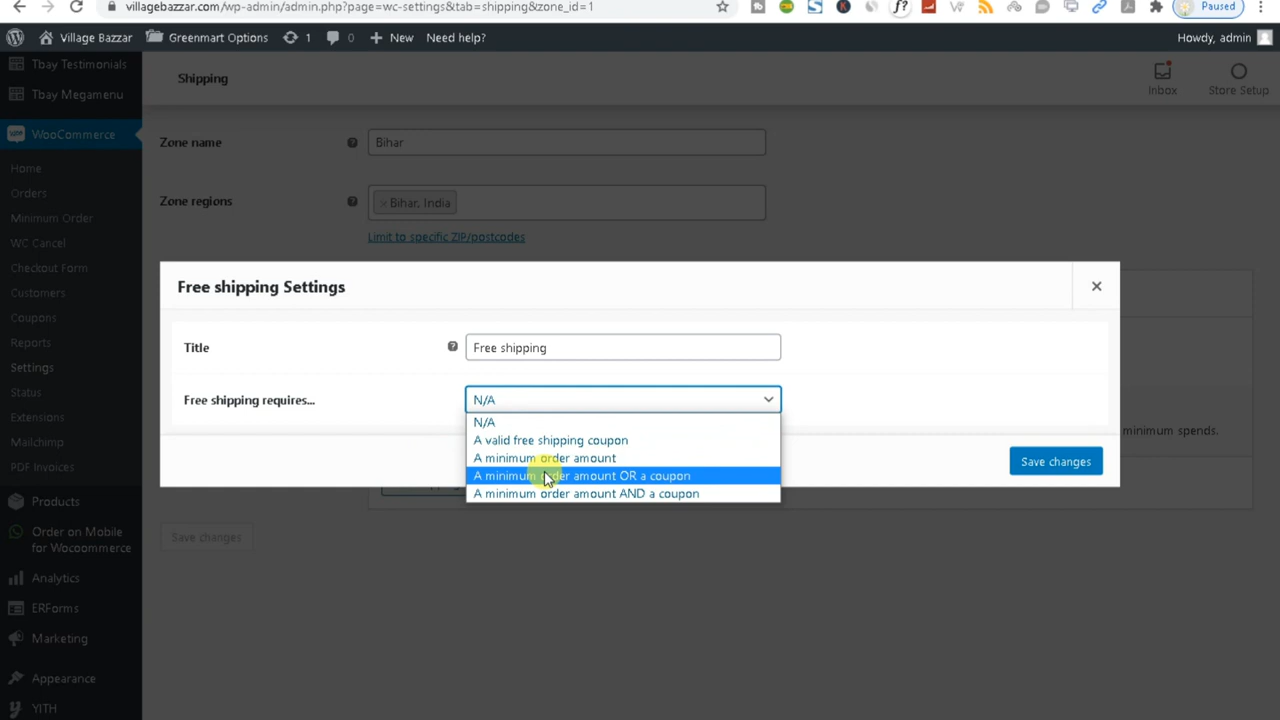 villagebazzar.com/wp-admin/admin.php?page=wc-settings&tab=shipping&zone_id=1
Paused
Village Bazzar
Greenmart Options
1
0
New
Need help?
Howdy, admin
Tbay Testimonials
Tbay Megamenu
WooCommerce
Home
Orders
Minimum Order
WC Cancel
Checkout Form
Customers
Coupons
Reports
Settings
Status
Extensions
Mailchimp
PDF Invoices
Products
Order on Mobile
for Wocoommerce
Analytics
ERForms
Marketing
Appearance
YITH
Shipping
Inbox
Store Setup
Zone name
Bihar
Zone regions
× Bihar, India
Limit to specific ZIP/postcodes
Free shipping Settings
Title
Free shipping
Free shipping requires...
N/A
N/A
A valid free shipping coupon
A minimum order amount
A minimum order amount OR a coupon
A minimum order amount AND a coupon
minimum spends.
Save changes
Save changes